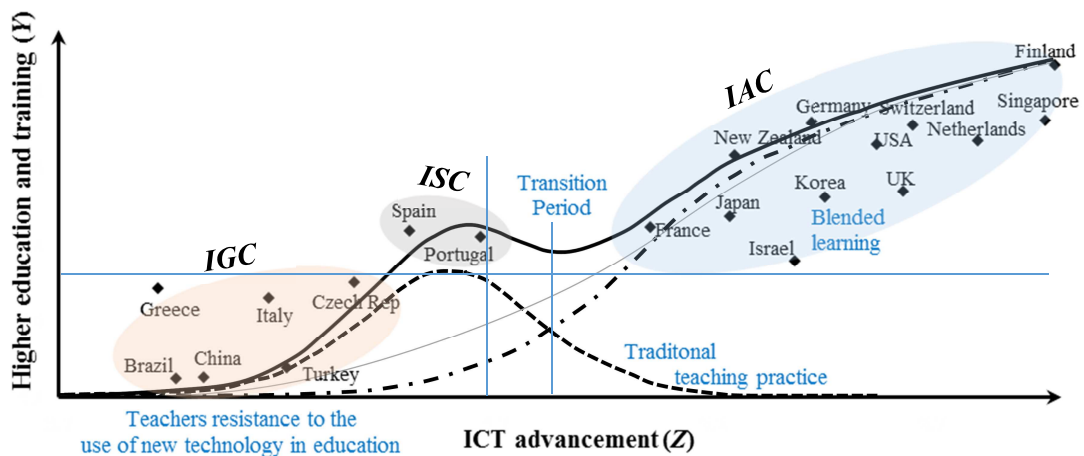 Higher education and training (Y)
Finland
IAC
Singapore
Germany
Switzerland
New Zealand
USA
Netherlands
ISC
Transition
Period
Korea
UK
Spain
Japan
Blended
learning
France
Portugal
Israel
IGC
Greece
Italy
Czech Rep
Brazil
China
Turkey
Traditonal
teaching practice
Teachers resistance to the
use of new technology in education
ICT advancement (Z)